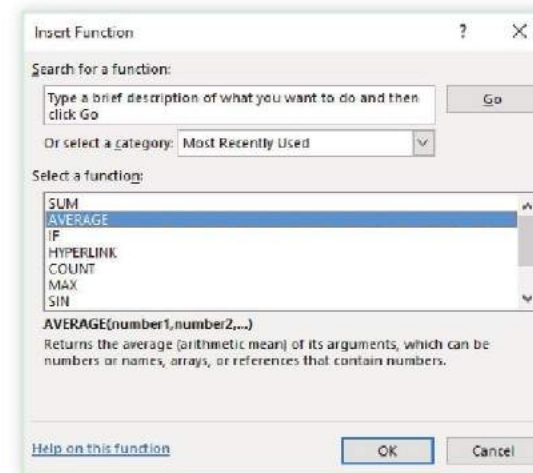 Insert Function ? X
Search for a function:
Type a brief description of what you want to do and then
click Go
Go
Or select a category: Most Recently Used
Select a function:
SUM
AVERAGE
IF
HYPERLINK
COUNT
MAX
SIN
AVERAGE(number1,number2,...)
Returns the average (arithmetic mean) of its arguments, which can be
numbers or names, arrays, or references that contain numbers.
Help on this function
OK Cancel